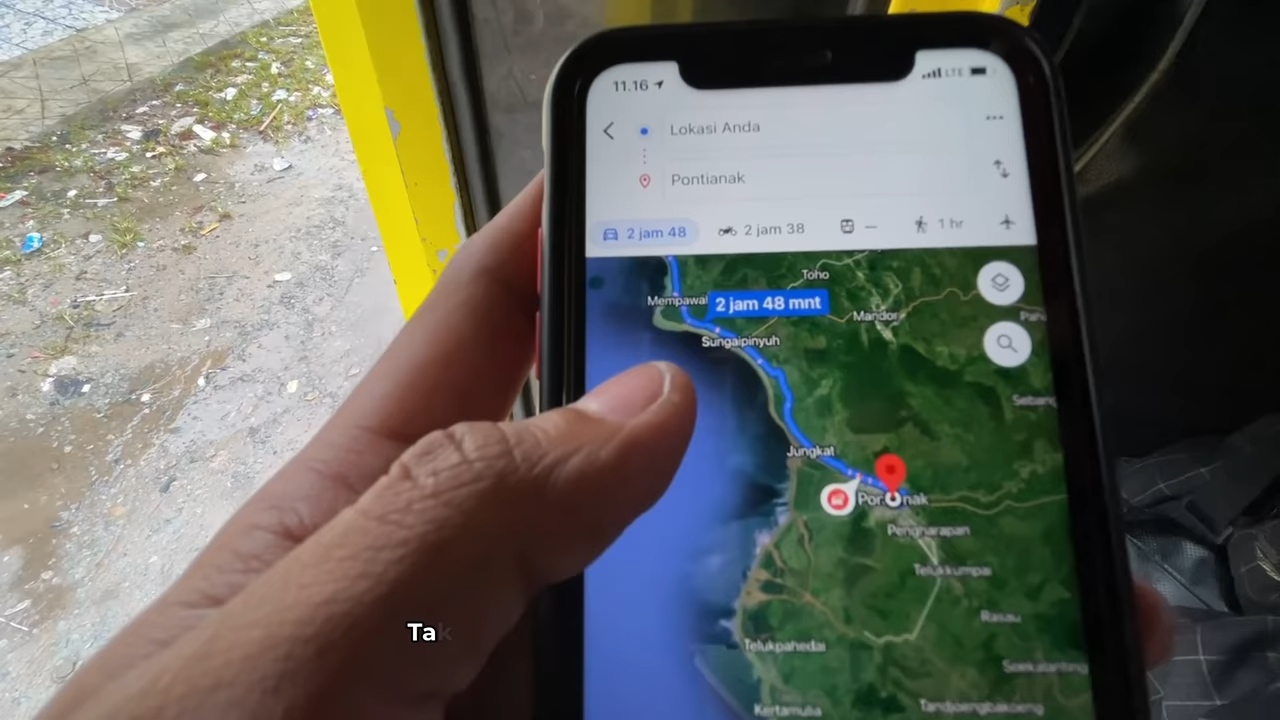 11.16
LTE
Lokasi Anda
Pontianak
2 jam 48
2 jam 38
—
1 hr
Toho
Mempawah
2 jam 48 mnt
Mandor
Sungaipinyuh
Jungkat
Pengharapan
Telukkumpai
Rasau
Telukpahedai
Kertamulia
Ta